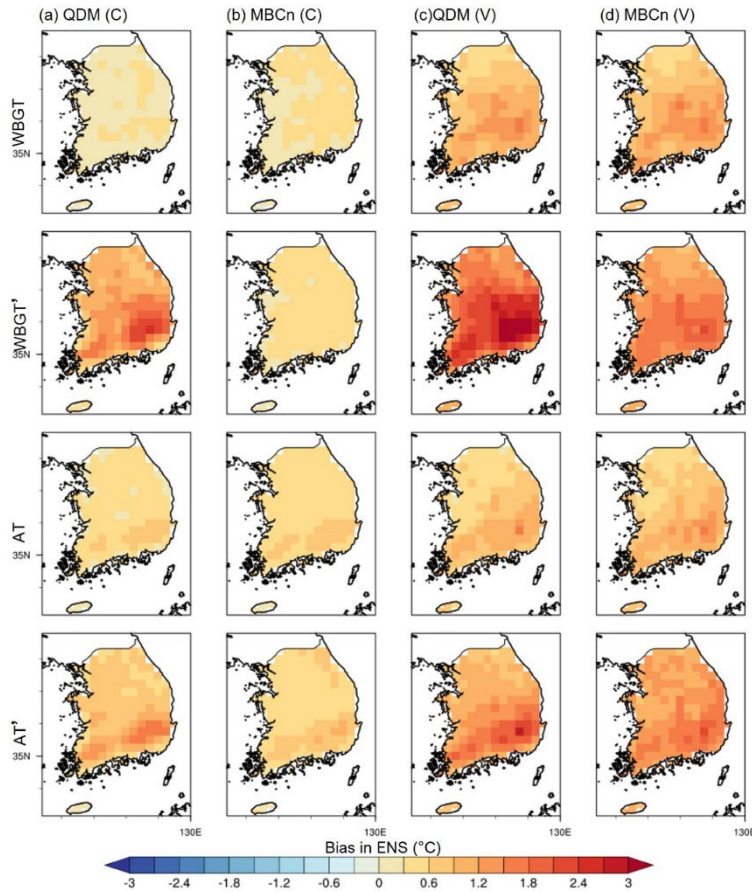 (a) QDM (C) (b) MBCn (C) (c)QDM (V) (d) MBCn (V)
WBGT
35N
WBGT’
35N
AT
35N
AT’
35N
130E 130E 130E 130E
Bias in ENS (°C)
-3 -2.4 -1.8 -1.2 -0.6 0 0.6 1.2 1.8 2.4 3